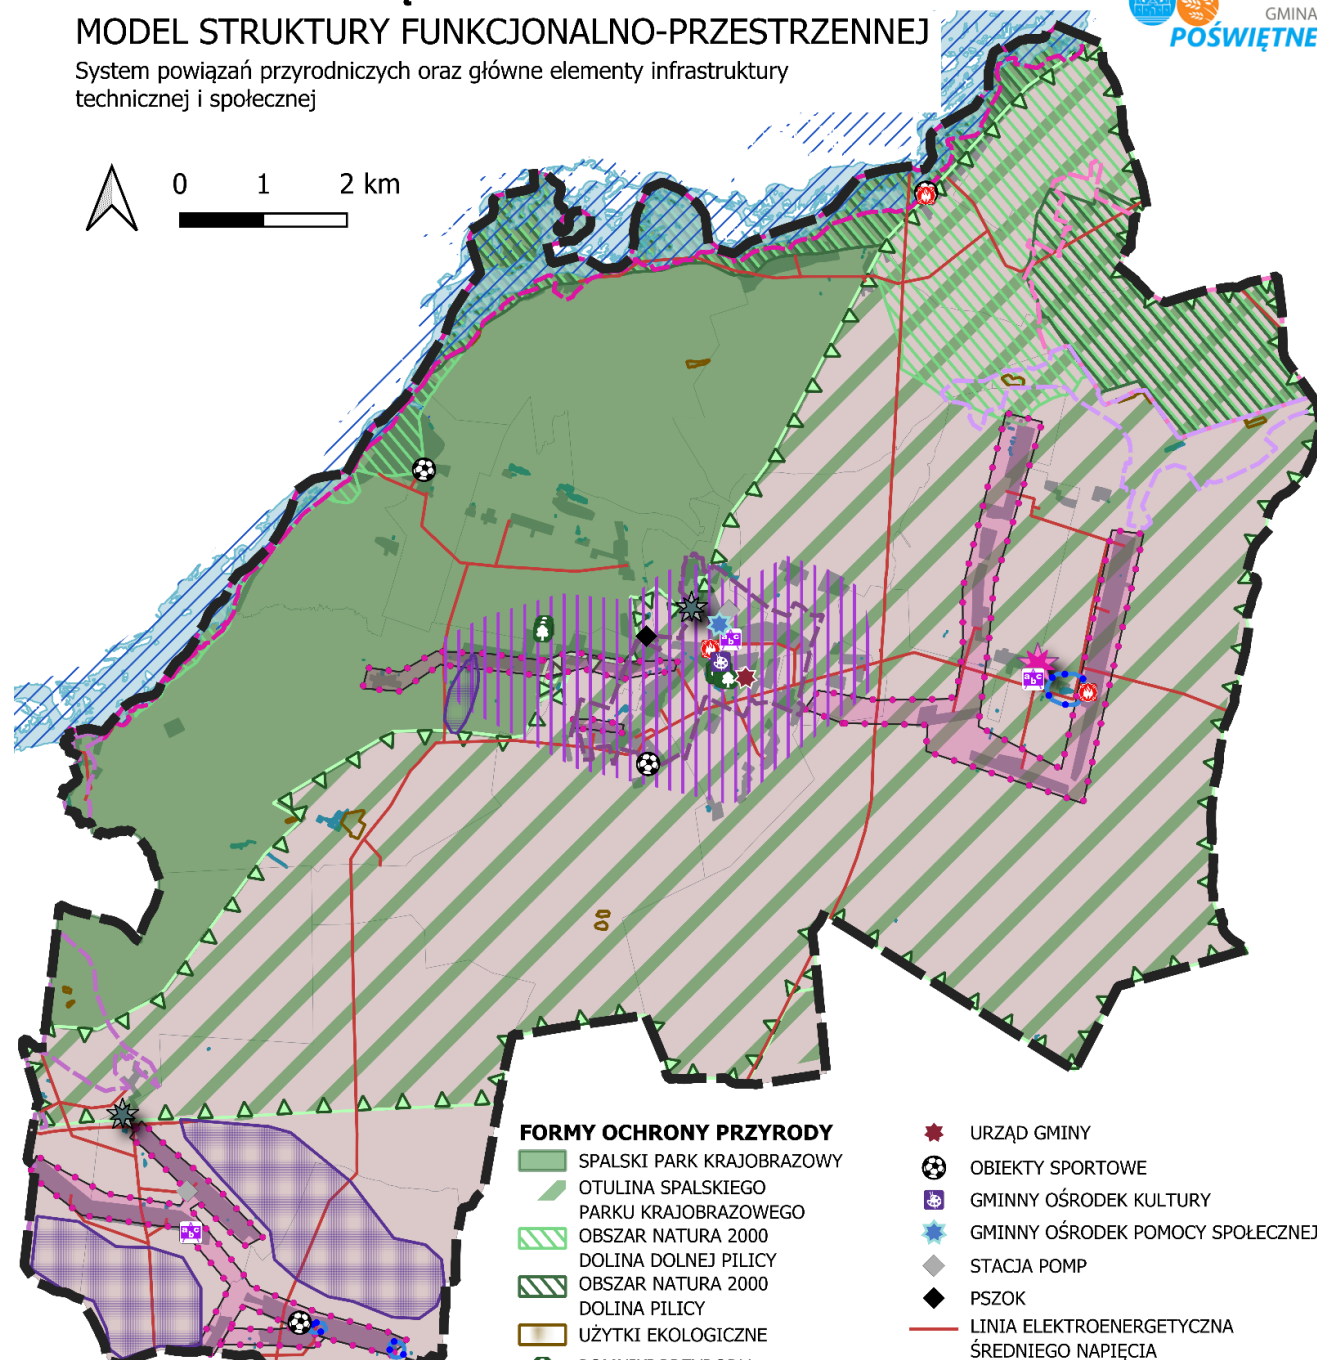 MODEL STRUKTURY FUNKCJONALNO-PRZESTRZENNEJ
System powiązań przyrodniczych oraz główne elementy infrastruktury
technicznej i społecznej
GMINA
POŚWIĘTNE
0 1 2 km
FORMY OCHRONY PRZYRODY
SPALSKI PARK KRAJOBRAZOWY
OTULINA SPALSKIEGO
PARKU KRAJOBRAZOWEGO
OBSZAR NATURA 2000
DOLINA DOLNEJ PILICY
OBSZAR NATURA 2000
DOLINA PILICY
UŻYTKI EKOLOGICZNE
URZĄD GMINY
OBIEKTY SPORTOWE
GMINNY OŚRODEK KULTURY
GMINNY OŚRODEK POMOCY SPOŁECZNEJ
STACJA POMP
PSZOK
LINIA ELEKTROENERGETYCZNA
ŚREDNIEGO NAPIĘCIA